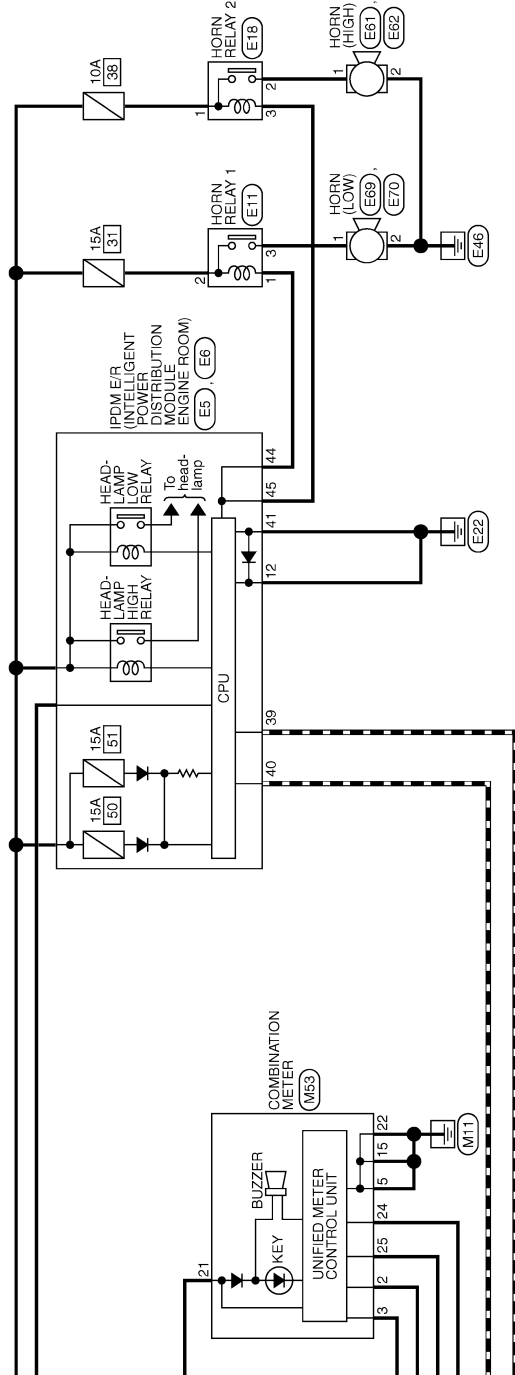 10A
38
HORN
RELAY 2
E18
1
2
3
HORN
(HIGH)
E61 ,
E62
1
2
15A
31
HORN
RELAY 1
E11
2
3
1
HORN
(LOW)
E69 ,
E70
1
2
E46
IPDM E/R
(INTELLIGENT
POWER
DISTRIBUTION
MODULE
ENGINE ROOM)
E5 , E6
HEAD-
LAMP
LOW
RELAY
To
head-
lamp
HEAD-
LAMP
HIGH
RELAY
CPU
44
45
41
12
39
40
E22
15A
51
15A
50
COMBINATION
METER
M53
BUZZER
KEY
UNIFIED METER
CONTROL UNIT
21
22
15
5
24
25
2
3
M11